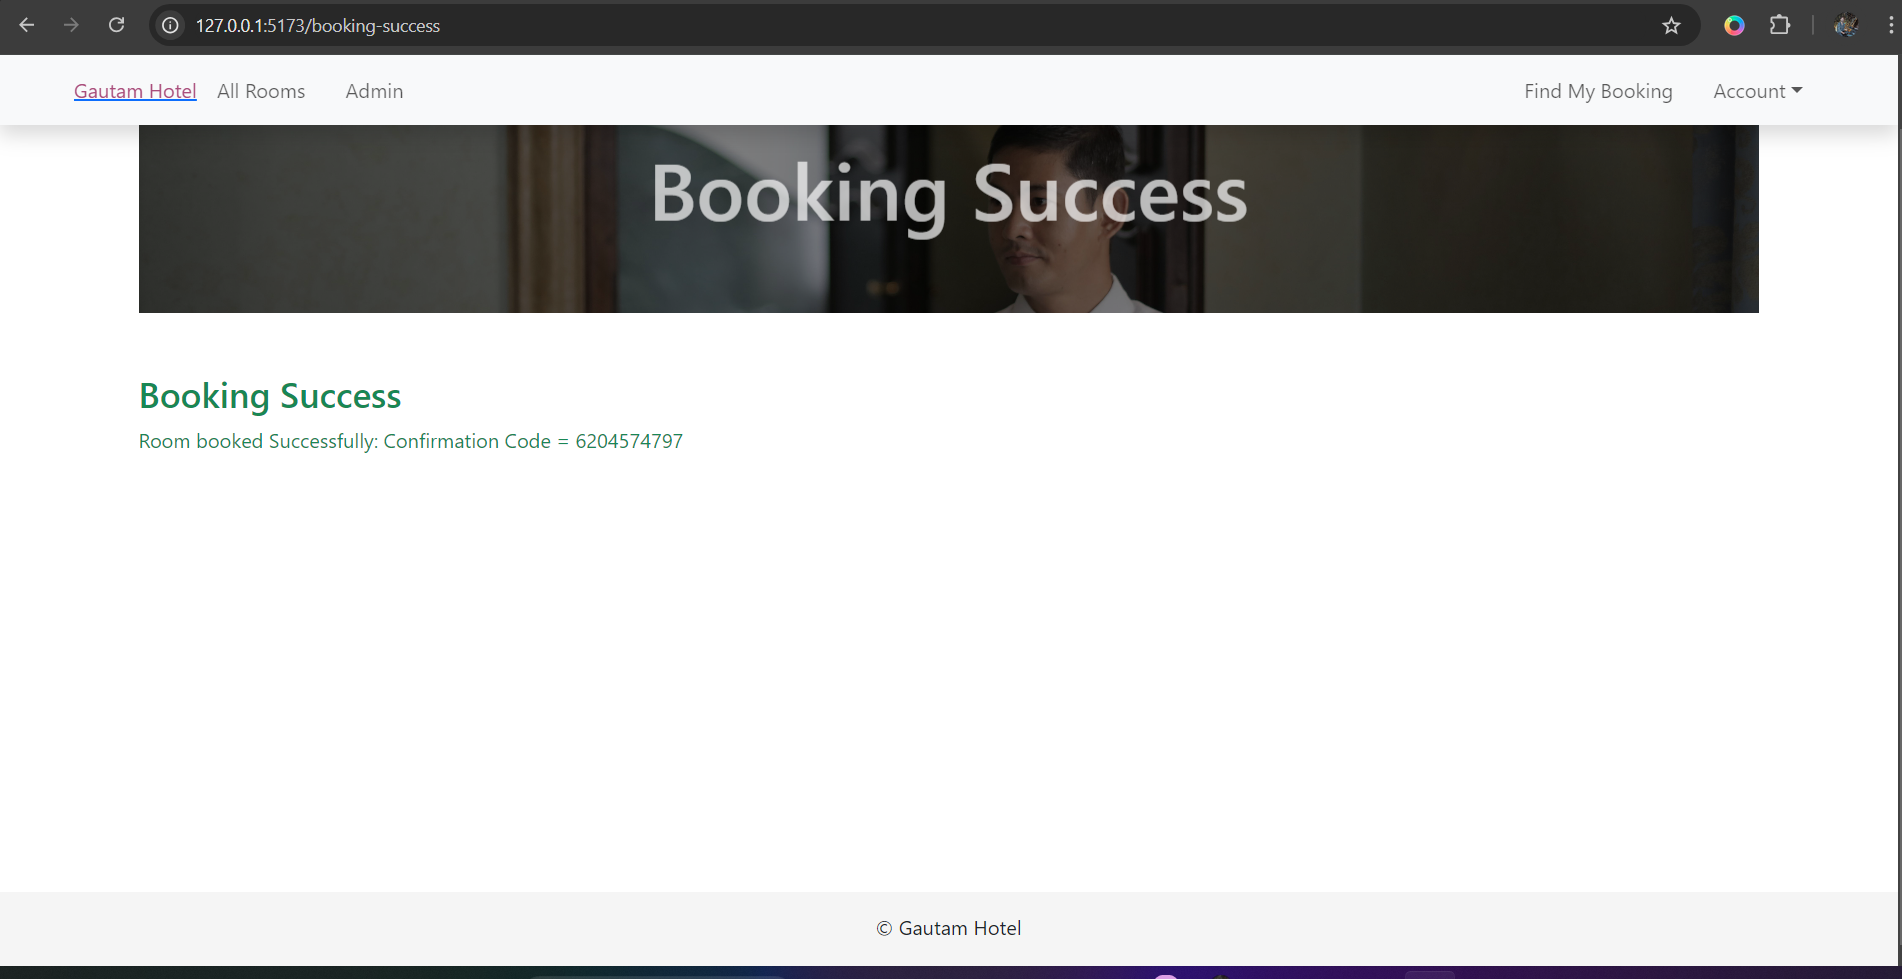 127.0.0.1:5173/booking-success
Gautam Hotel All Rooms Admin Find My Booking Account
Booking Success
Booking Success
Room booked Successfully: Confirmation Code = 6204574797
© Gautam Hotel